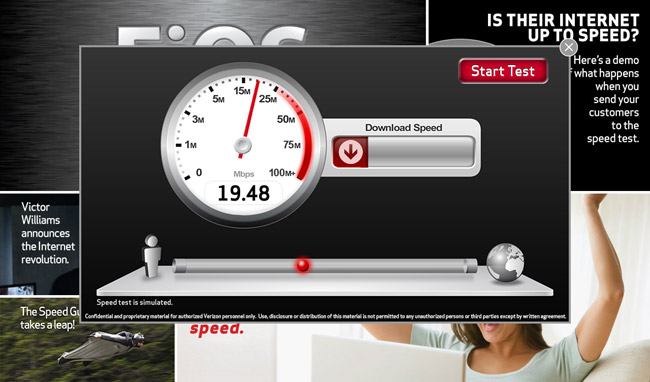 FiOS
IS THEIR INTERNET
UP TO SPEED?
Here's a demo
of what happens
when you
send your
customers
to the
speed test.
Start Test
15M
25M
5M
50M
3M
75M
1M
100M+
0
Mbps
19.48
Download Speed
Victor
Williams
announces
the Internet
revolution.
Speed test is simulated.
The Speed Gu
takes a leap!
Confidential and proprietary material for authorized Verizon personnel only. Use, disclosure or distribution of this material is not permitted to any unauthorized persons or third parties except by written agreement.
speed.